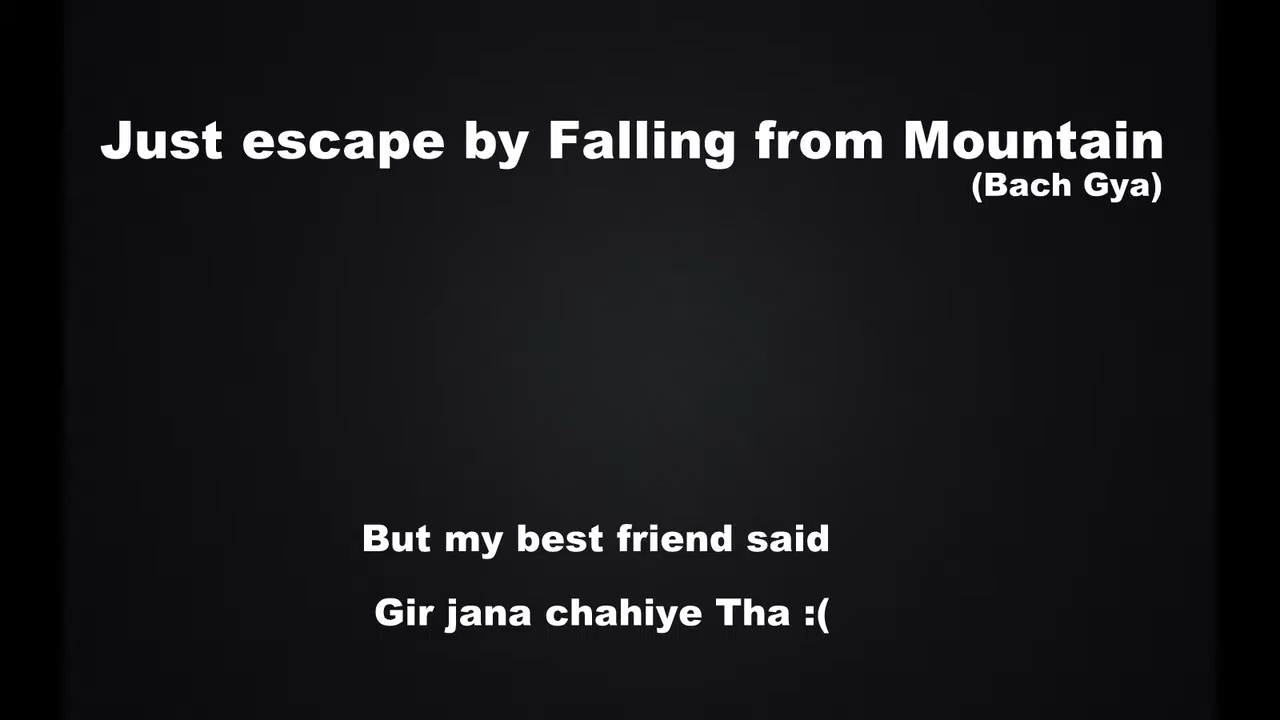 Just escape by Falling from Mountain
(Bach Gya)
But my best friend said
Gir jana chahiye Tha :(